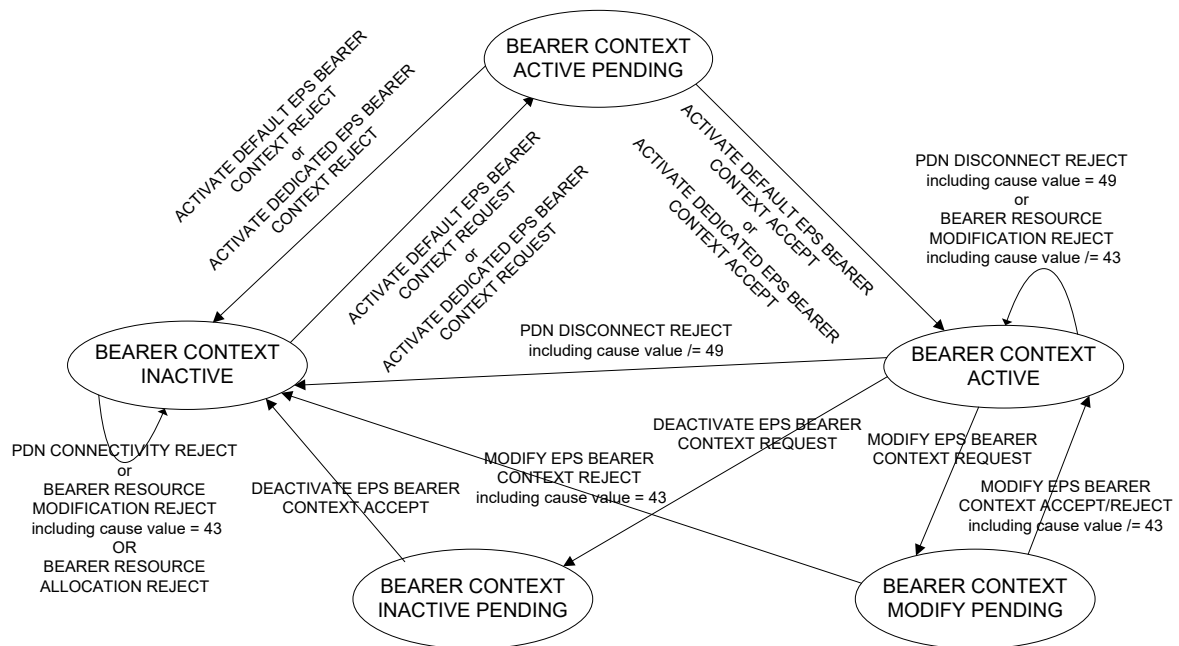 BEARER CONTEXT
ACTIVE PENDING
ACTIVATE DEFAULT EPS BEARER
CONTEXT REJECT
or
ACTIVATE DEDICATED EPS BEARER
CONTEXT REJECT
ACTIVATE DEFAULT EPS BEARER
CONTEXT REQUEST
or
ACTIVATE DEDICATED EPS BEARER
CONTEXT REQUEST
ACTIVATE DEFAULT EPS BEARER
CONTEXT ACCEPT
or
ACTIVATE DEDICATED EPS BEARER
CONTEXT ACCEPT
PDN DISCONNECT REJECT
including cause value = 49
or
BEARER RESOURCE
MODIFICATION REJECT
including cause value /= 43
BEARER CONTEXT
INACTIVE
PDN DISCONNECT REJECT
including cause value /= 49
BEARER CONTEXT
ACTIVE
PDN CONNECTIVITY REJECT
or
BEARER RESOURCE
MODIFICATION REJECT
including cause value = 43
OR
BEARER RESOURCE
ALLOCATION REJECT
DEACTIVATE EPS BEARER
CONTEXT ACCEPT
MODIFY EPS BEARER
CONTEXT REJECT
including cause value = 43
DEACTIVATE EPS BEARER
CONTEXT REQUEST
MODIFY EPS BEARER
CONTEXT REQUEST
MODIFY EPS BEARER
CONTEXT ACCEPT/REJECT
including cause value /= 43
BEARER CONTEXT
INACTIVE PENDING
BEARER CONTEXT
MODIFY PENDING